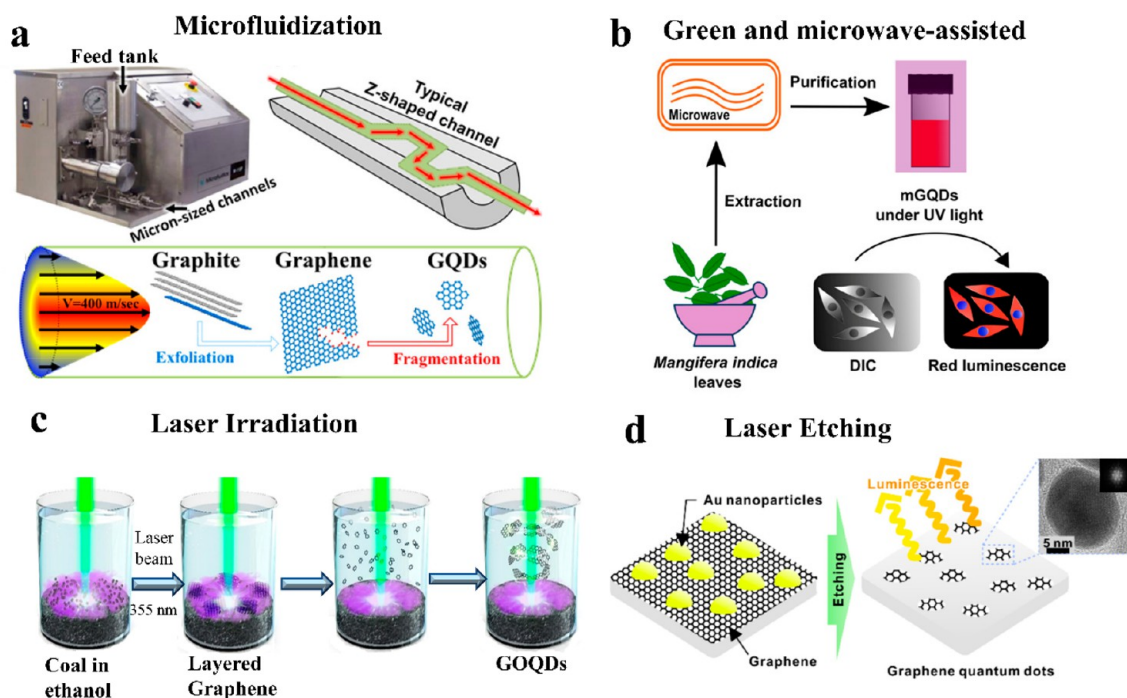 a
Microfluidization
Feed tank
Typical
Z-shaped channel
Micron-sized channels
V=400 m/sec
Graphite
Graphene
GQDs
Exfoliation
Fragmentation
b
Green and microwave-assisted
Microwave
Purification
Extraction
mGQDs
under UV light
Mangifera indica
leaves
DIC
Red luminescence
c
Laser Irradiation
Laser
beam
355 nm
Coal in
ethanol
Layered
Graphene
GOQDs
d
Laser Etching
Au nanoparticles
Graphene
Etching
Luminescence
5 nm
Graphene quantum dots